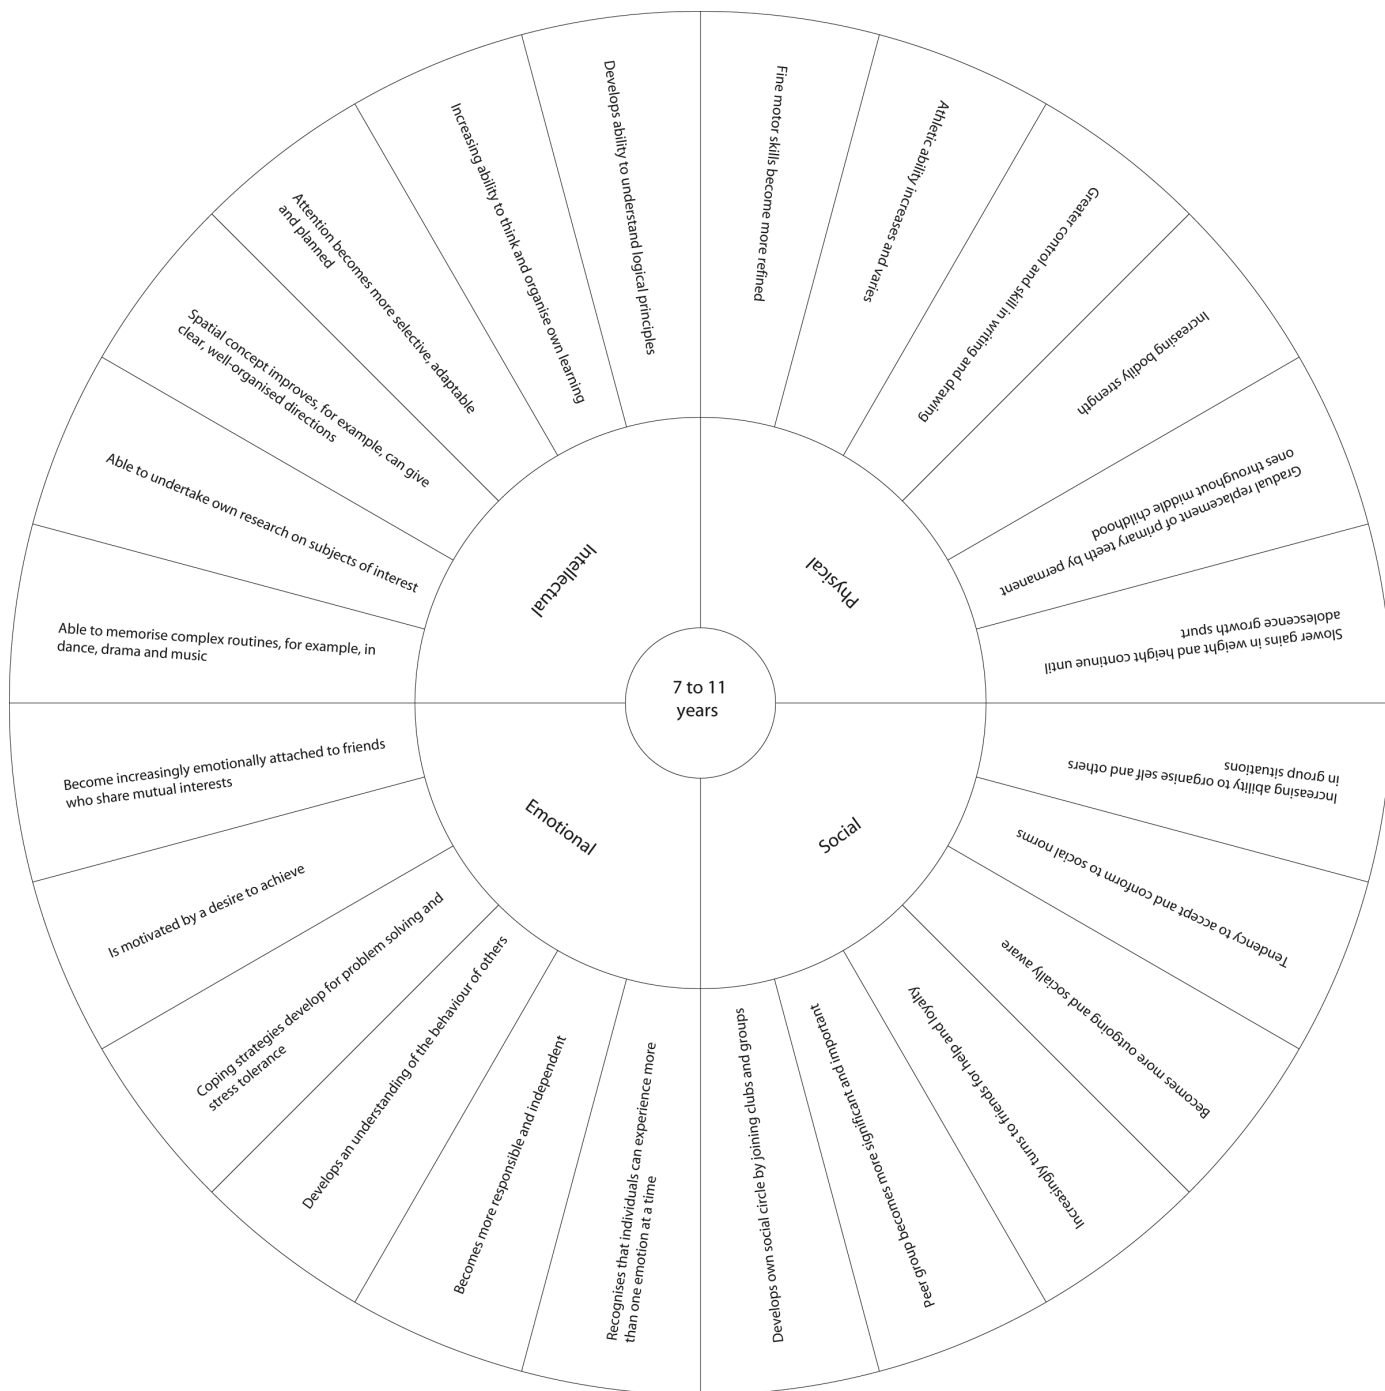 7 to 11
years
Physical
Fine motor skills become more refined
Athletic ability increases and varies
Greater control and skill in writing and drawing
Increasing bodily strength
Gradual replacement of primary teeth by permanent
ones throughout middle childhood
Slower gains in weight and height continue until
adolescence growth spurt
Social
Increasing ability to organise self and others
in group situations
Tendency to accept and conform to social norms
Becomes more outgoing and socially aware
Increasingly turns to friends for help and loyalty
Peer group becomes more significant and important
Develops own social circle by joining clubs and groups
Emotional
Recognises that individuals can experience more
than one emotion at a time
Becomes more responsible and independent
Develops an understanding of the behaviour of others
Coping strategies develop for problem solving and
stress tolerance
Is motivated by a desire to achieve
Become increasingly emotionally attached to friends
who share mutual interests
Intellectual
Able to memorise complex routines, for example, in
dance, drama and music
Able to undertake own research on subjects of interest
Spatial concept improves, for example, can give
clear, well-organised directions
Attention becomes more selective, adaptable
and planned
Increasing ability to think and organise own learning
Develops ability to understand logical principles